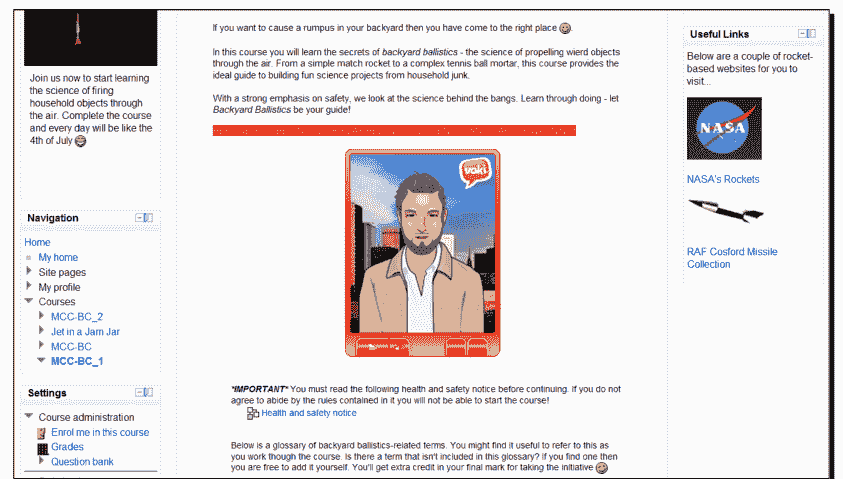 Join us now to start learning
the science of firing
household objects through
the air. Complete the course
and every day will be like the
4th of July
Navigation
Home
My home
Site pages
My profile
Courses
MCC-BC_2
Jet in a Jam Jar
MCC-BC
MCC-BC_1
Settings
Course administration
Enrol me in this course
Grades
Question bank
If you want to cause a rumpus in your backyard then you have come to the right place
In this course you will learn the secrets of backyard ballistics - the science of propelling wierd objects
through the air. From a simple match rocket to a complex tennis ball mortar, this course provides the
ideal guide to building fun science projects from household junk.
With a strong emphasis on safety, we look at the science behind the bangs. Learn through doing - let
Backyard Ballistics be your guide!
voki
*IMPORTANT* You must read the following health and safety notice before continuing. If you do not
agree to abide by the rules contained in it you will not be able to start the course!
Health and safety notice
Below is a glossary of backyard ballistics-related terms. You might find it useful to refer to this as
you work though the course. Is there a term that isn't included in this glossary? If you find one then
you are free to add it yourself. You'll get extra credit in your final mark for taking the initiative
Useful Links
Below are a couple of rocket-
based websites for you to
visit...
NASA
NASA's Rockets
RAF Cosford Missile
Collection